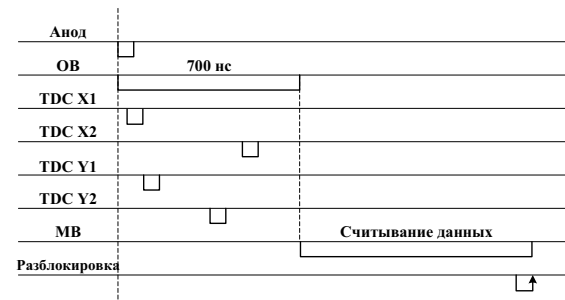 Анод
ОВ 700 нс
TDC X1
TDC X2
TDC Y1
TDC Y2
МВ Считывание данных
Разблокировка